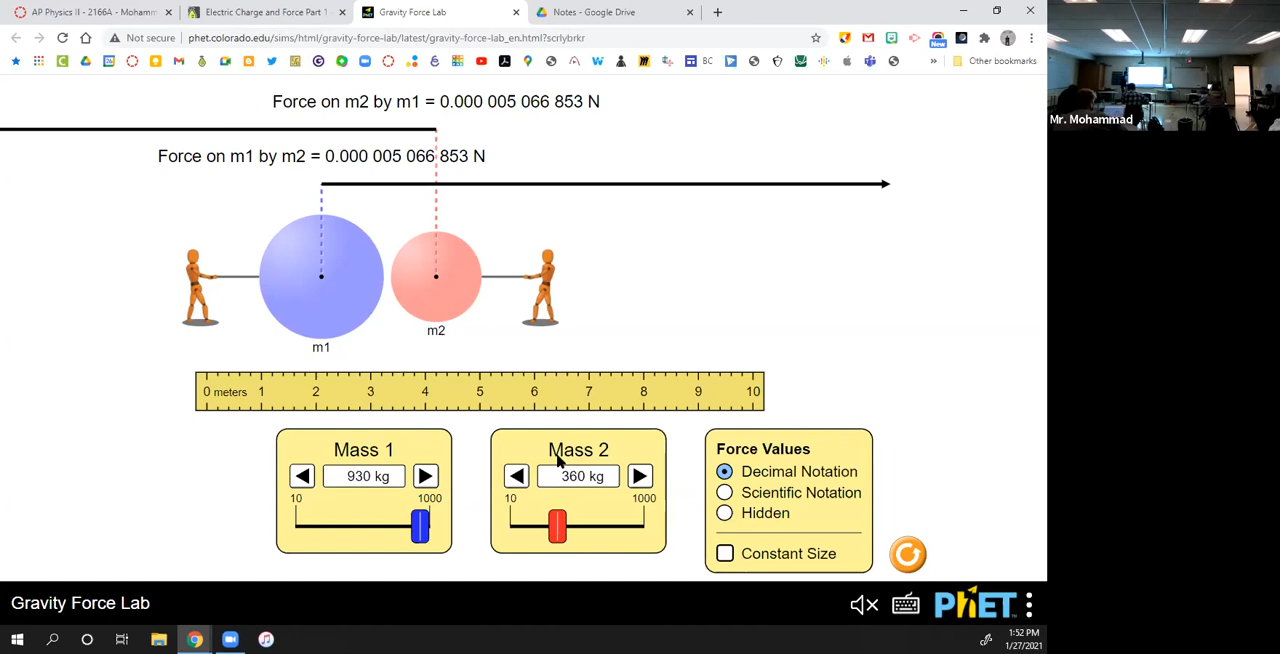 AP Physics II - 2166A - Mohamm
Electric Charge and Force Part 1 -
Gravity Force Lab
Notes - Google Drive
Not secure
phet.colorado.edu/sims/html/gravity-force-lab/latest/gravity-force-lab_en.html?scrlybrkr
New
BC
Other bookmarks
Mr. Mohammad
Force on m2 by m1 = 0.000 005 066 853 N
Force on m1 by m2 = 0.000 005 066 853 N
m1
m2
0 meters 1 2 3 4 5 6 7 8 9 10
Mass 1
930 kg
10 1000
Mass 2
360 kg
10 1000
Force Values
Decimal Notation
Scientific Notation
Hidden
Constant Size
Gravity Force Lab
PhET
1:52 PM
1/27/2021